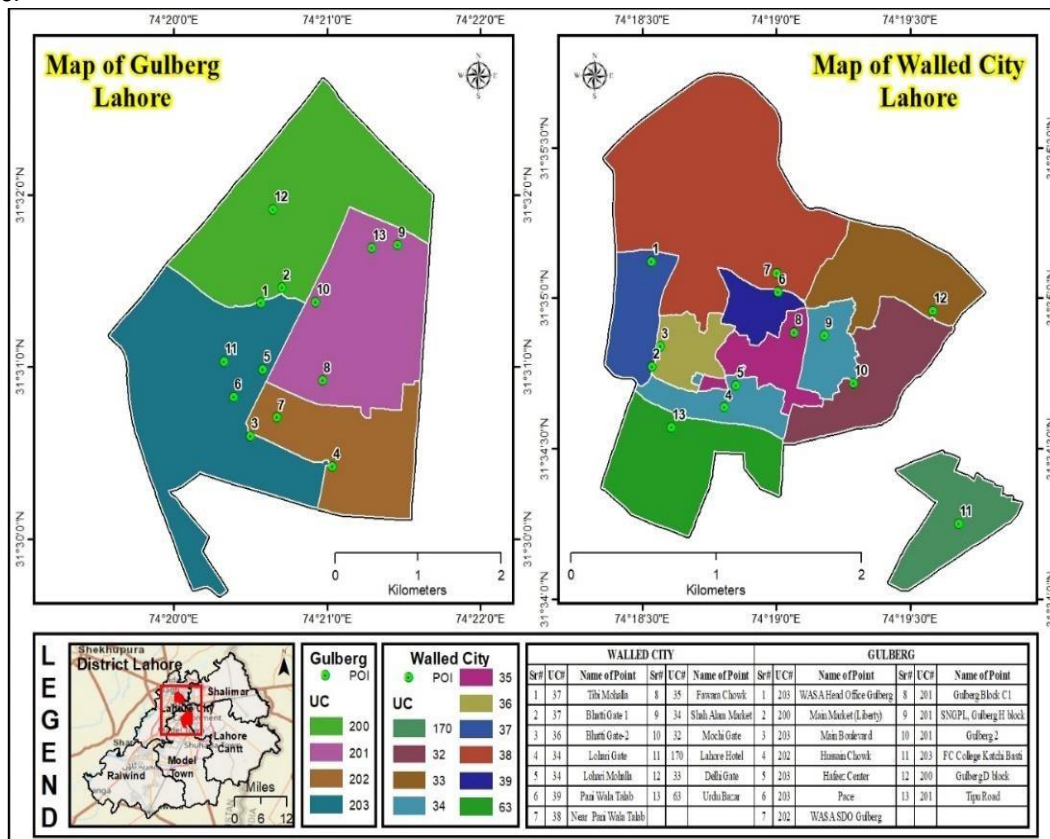 74°20'0"E 74°21'0"E 74°22'0"E
74°18'30"E 74°19'0"E 74°19'30"E
Map of Gulberg
Lahore
N
W E
S
31°32'0"N
31°31'0"N
31°30'0"N
12
13 9
2
1 10
11 5
8
6
7
3
4
0 1 2
Kilometers
31°32'0"N
31°31'0"N
31°30'0"N
74°20'0"E 74°21'0"E 74°22'0"E
Map of Walled City
Lahore
N
W E
S
31°35'30"N
31°35'0"N
31°34'30"N
31°34'0"N
1
7
6
12
8 9
3
2
5 10
4
13
11
0 1 2
Kilometers
74°18'30"E 74°19'0"E 74°19'30"E
LEGEND
Shekhupura
District Lahore
Shalimar
Lahore City
Lahore
Cantt
Model
Town
Raiwind
Miles
0 6 12
Gulberg
POI
UC
200
201
202
203
Walled City
POI
UC
170
32
33
34
35
36
37
38
39
63
WALLED CITY GULBERG
Sr# UC# Name of Point Sr# UC# Name of Point Sr# UC# Name of Point Sr# UC# Name of Point
1 37 Tibi Mohalla 8 35 Fawara Chowk 1 203 WASA Head Office Gulberg 8 201 Gulberg Block C1
2 37 Bhatti Gate 1 9 34 Shah Alam Market 2 200 Main Market (Liberty) 9 201 SNGPL, Gulberg H block
3 36 Bhatti Gate-2 10 32 Mochi Gate 3 203 Main Boulevard 10 201 Gulberg 2
4 34 Lohari Gate 11 170 Lahore Hotel 4 202 Hussain Chowk 11 203 FC College Katchi Basti
5 34 Lohari Mohalla 12 33 Delhi Gate 5 203 Hafeez Center 12 200 Gulberg D block
6 39 Pani Wala Talab 13 63 Urdu Bazar 6 203 Pace 13 201 Tipu Road
7 38 Near Pani Wala Talab 7 202 WASA SDO Gulberg